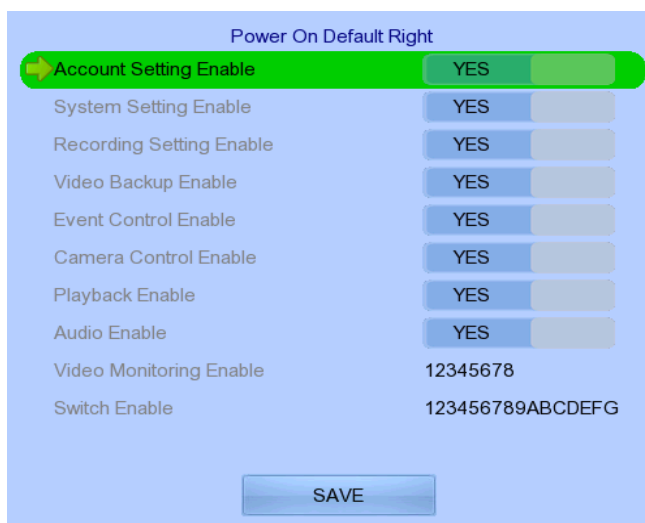 Power On Default Right
Account Setting Enable YES
System Setting Enable YES
Recording Setting Enable YES
Video Backup Enable YES
Event Control Enable YES
Camera Control Enable YES
Playback Enable YES
Audio Enable YES
Video Monitoring Enable 12345678
Switch Enable 123456789ABCDEFG
SAVE